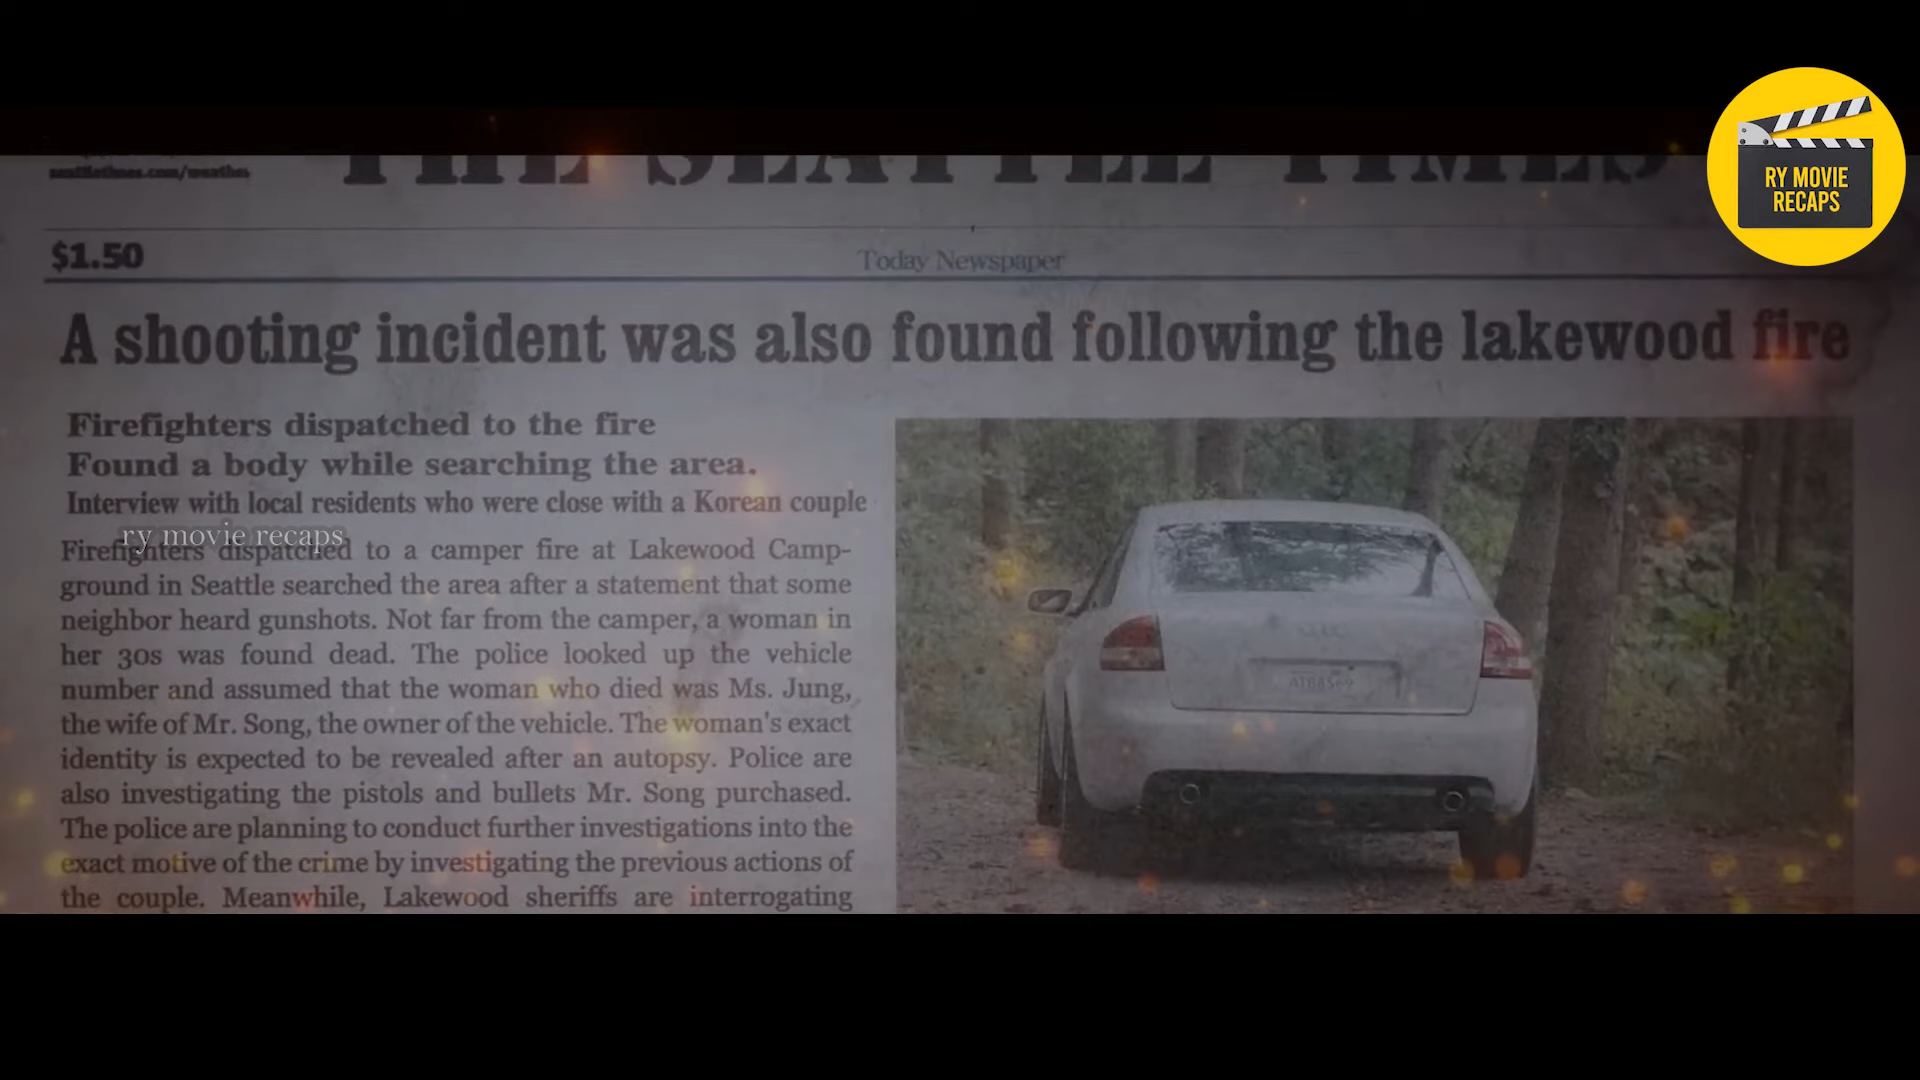 seattletimes.com/weather
THE SEATTLE TIMES
RY MOVIE
RECAPS
$1.50
Today Newspaper
A shooting incident was also found following the lakewood fire
Firefighters dispatched to the fire
Found a body while searching the area.
Interview with local residents who were close with a Korean couple
ry movie recaps
Firefighters dispatched to a camper fire at Lakewood Camp-
ground in Seattle searched the area after a statement that some
neighbor heard gunshots. Not far from the camper, a woman in
her 30s was found dead. The police looked up the vehicle
number and assumed that the woman who died was Ms. Jung,
the wife of Mr. Song, the owner of the vehicle. The woman's exact
identity is expected to be revealed after an autopsy. Police are
also investigating the pistols and bullets Mr. Song purchased.
The police are planning to conduct further investigations into the
exact motive of the crime by investigating the previous actions of
the couple. Meanwhile, Lakewood sheriffs are interrogating